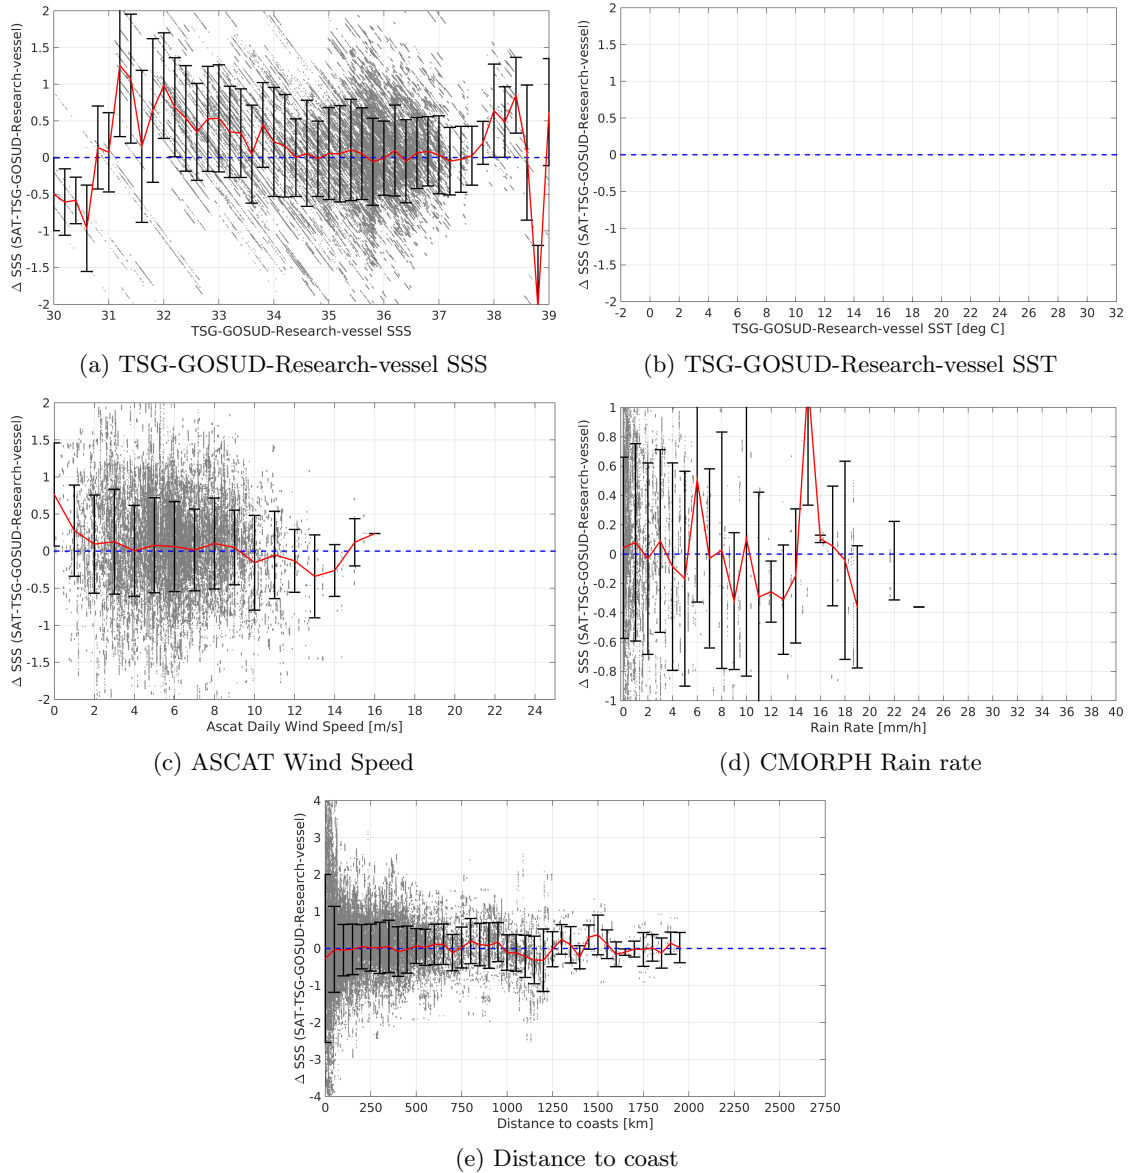 Δ SSS (SAT-TSG-GOSUD-Research-vessel)
2
1.5
1
0.5
0
-0.5
-1
-1.5
-2
30 31 32 33 34 35 36 37 38 39
TSG-GOSUD-Research-vessel SSS
(a) TSG-GOSUD-Research-vessel SSS
Δ SSS (SAT-TSG-GOSUD-Research-vessel)
2
1.5
1
0.5
0
-0.5
-1
-1.5
-2
-2 0 2 4 6 8 10 12 14 16 18 20 22 24 26 28 30 32
TSG-GOSUD-Research-vessel SST [deg C]
(b) TSG-GOSUD-Research-vessel SST
Δ SSS (SAT-TSG-GOSUD-Research-vessel)
2
1.5
1
0.5
0
-0.5
-1
-1.5
-2
0 2 4 6 8 10 12 14 16 18 20 22 24
Ascat Daily Wind Speed [m/s]
(c) ASCAT Wind Speed
Δ SSS (SAT-TSG-GOSUD-Research-vessel)
1
0.8
0.6
0.4
0.2
0
-0.2
-0.4
-0.6
-0.8
-1
0 2 4 6 8 10 12 14 16 18 20 22 24 26 28 30 32 34 36 38 40
Rain Rate [mm/h]
(d) CMORPH Rain rate
Δ SSS (SAT-TSG-GOSUD-Research-vessel)
4
3
2
1
0
-1
-2
-3
-4
0 250 500 750 1000 1250 1500 1750 2000 2250 2500 2750
Distance to coasts [km]
(e) Distance to coast